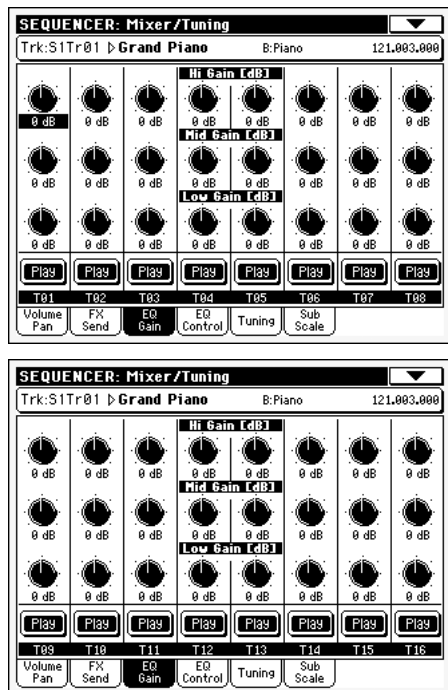 SEQUENCER: Mixer/Tuning
Trk:S1Tr01 ▷Grand Piano B:Piano 121.003.000
Hi Gain [dB]
0 dB 0 dB 0 dB 0 dB 0 dB 0 dB 0 dB 0 dB
Mid Gain [dB]
0 dB 0 dB 0 dB 0 dB 0 dB 0 dB 0 dB 0 dB
Low Gain [dB]
0 dB 0 dB 0 dB 0 dB 0 dB 0 dB 0 dB 0 dB
Play Play Play Play Play Play Play Play
T01 T02 T03 T04 T05 T06 T07 T08
Volume Pan FX Send EQ Gain EQ Control Tuning Sub Scale
SEQUENCER: Mixer/Tuning
Trk:S1Tr01 ▷Grand Piano B:Piano 121.003.000
Hi Gain [dB]
0 dB 0 dB 0 dB 0 dB 0 dB 0 dB 0 dB 0 dB
Mid Gain [dB]
0 dB 0 dB 0 dB 0 dB 0 dB 0 dB 0 dB 0 dB
Low Gain [dB]
0 dB 0 dB 0 dB 0 dB 0 dB 0 dB 0 dB 0 dB
Play Play Play Play Play Play Play Play
T09 T10 T11 T12 T13 T14 T15 T16
Volume Pan FX Send EQ Gain EQ Control Tuning Sub Scale